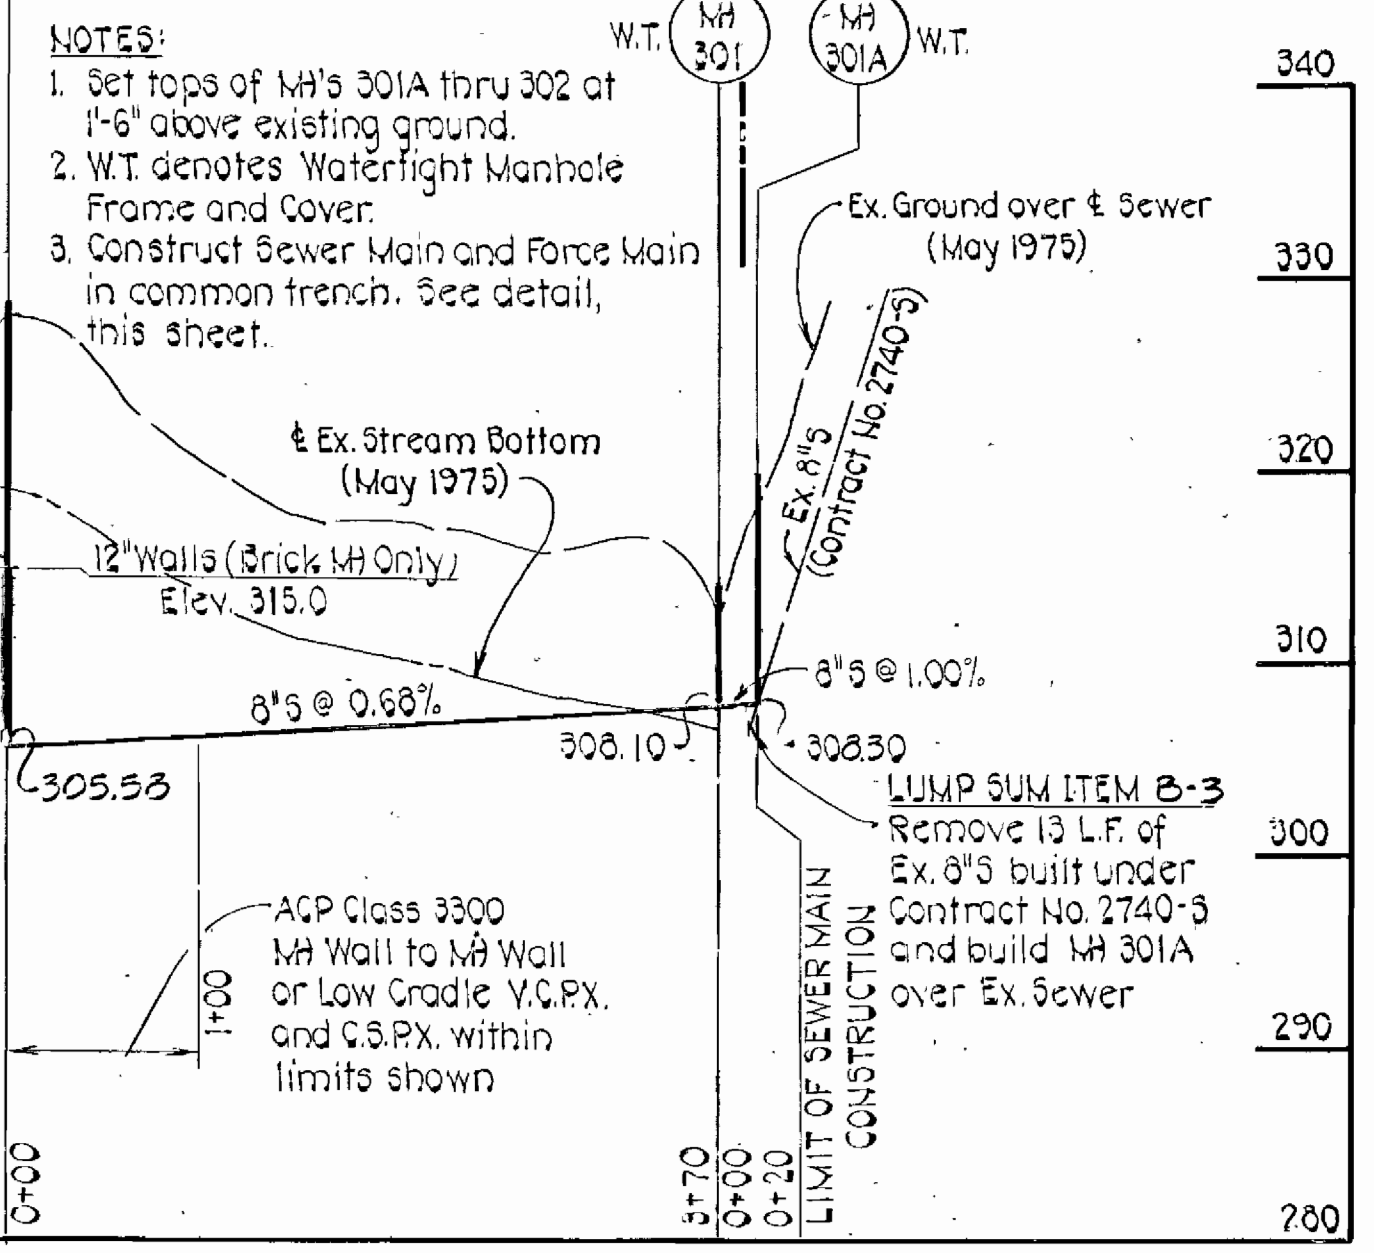 NOTES:
1. Set tops of MH's 301A thru 302 at
1'-6" above existing ground.
2. W.T. denotes Watertight Manhole
Frame and Cover.
3. Construct Sewer Main and Force Main
in common trench. See detail,
this sheet.
W.T.
MH
301
MH
301A
W.T.
340
330
320
310
300
290
280
Ex. Ground over ℄ Sewer
(May 1975)
℄ Ex. Stream Bottom
(May 1975)
Ex. 8"S
(Contract No. 2740-S)
12" Walls (Brick MH Only)
Elev. 315.0
8"S @ 0.68%
8"S @ 1.00%
305.58
308.10
308.30
LUMP SUM ITEM B-3
Remove 13 L.F. of
Ex. 8"S built under
Contract No. 2740-S
and build MH 301A
over Ex. Sewer
ACP Class 3300
MH Wall to MH Wall
or Low Cradle V.C.P.X.
and C.S.P.X. within
limits shown
1+00
LIMIT OF SEWER MAIN
CONSTRUCTION
0+00
3+70
0+00
0+20